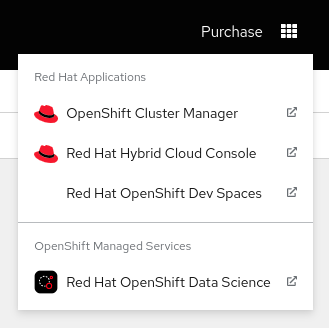 Purchase
Red Hat Applications
OpenShift Cluster Manager
Red Hat Hybrid Cloud Console
Red Hat OpenShift Dev Spaces
OpenShift Managed Services
Red Hat OpenShift Data Science